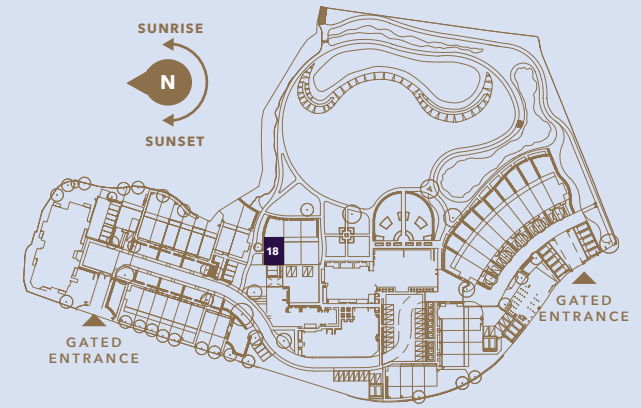 SUNRISE
N
SUNSET
18
GATED
ENTRANCE
GATED
ENTRANCE